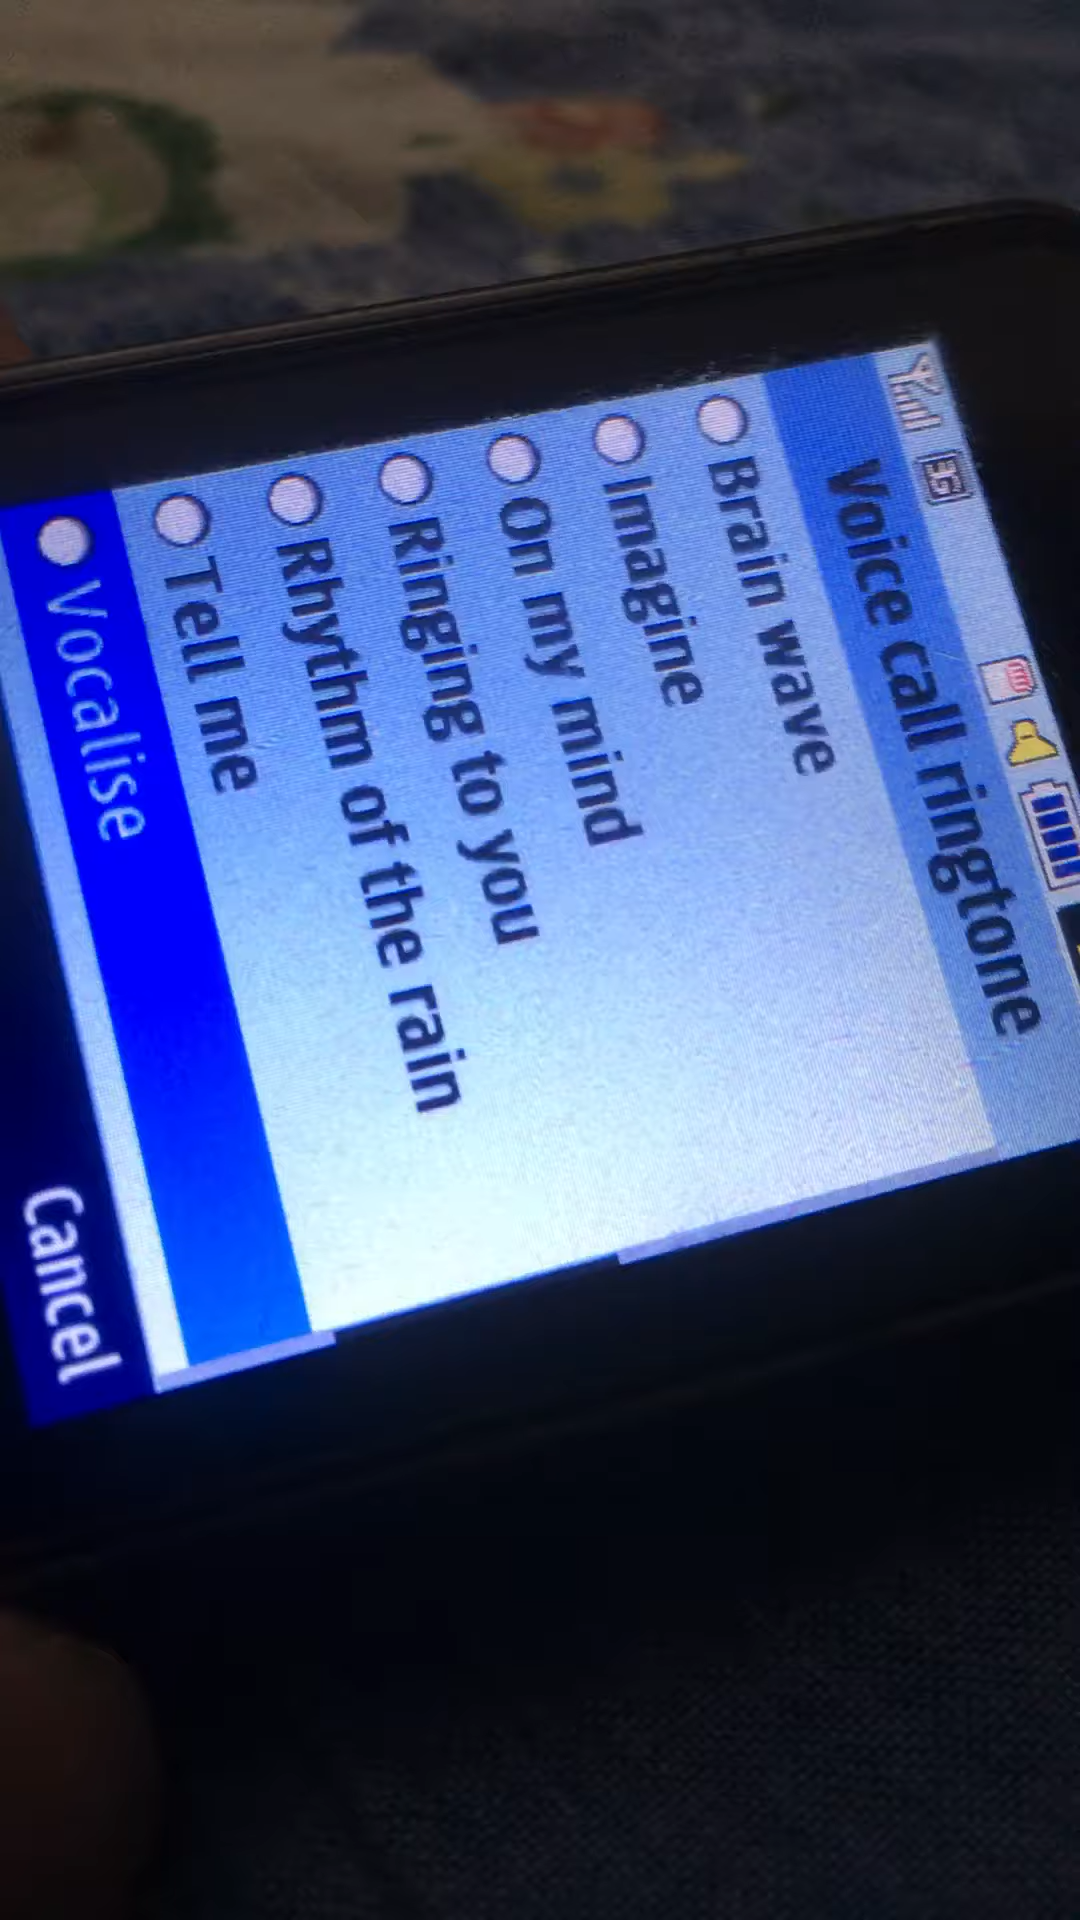 3G
Voice call ringtone
Brain wave
Imagine
On my mind
Ringing to you
Rhythm of the rain
Tell me
Vocalise
Cancel